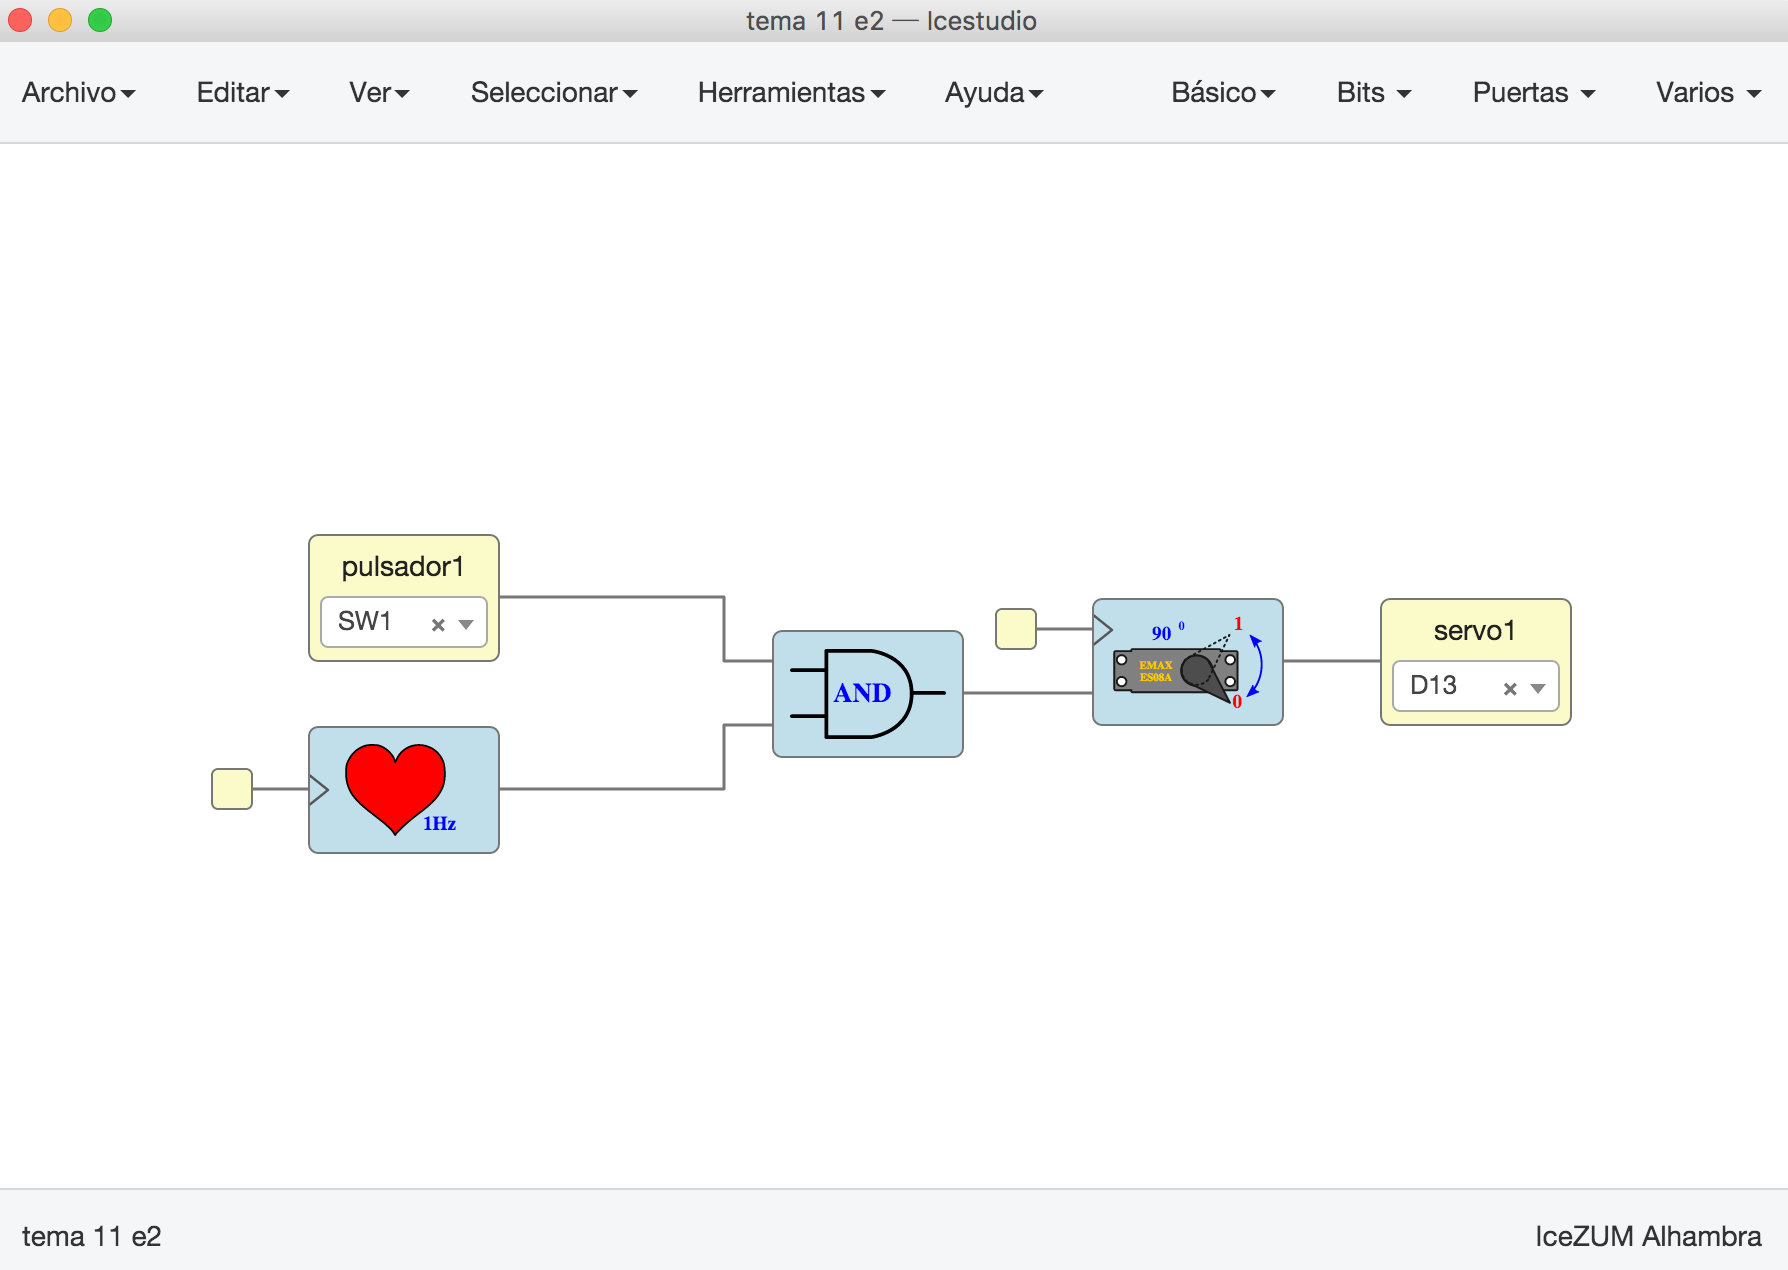 tema 11 e2 — Icestudio
Archivo Editar Ver Seleccionar Herramientas Ayuda Básico Bits Puertas Varios
pulsador1
SW1
1Hz
AND
90 0
1
EMAX
ES08A
0
servo1
D13
tema 11 e2
IceZUM Alhambra